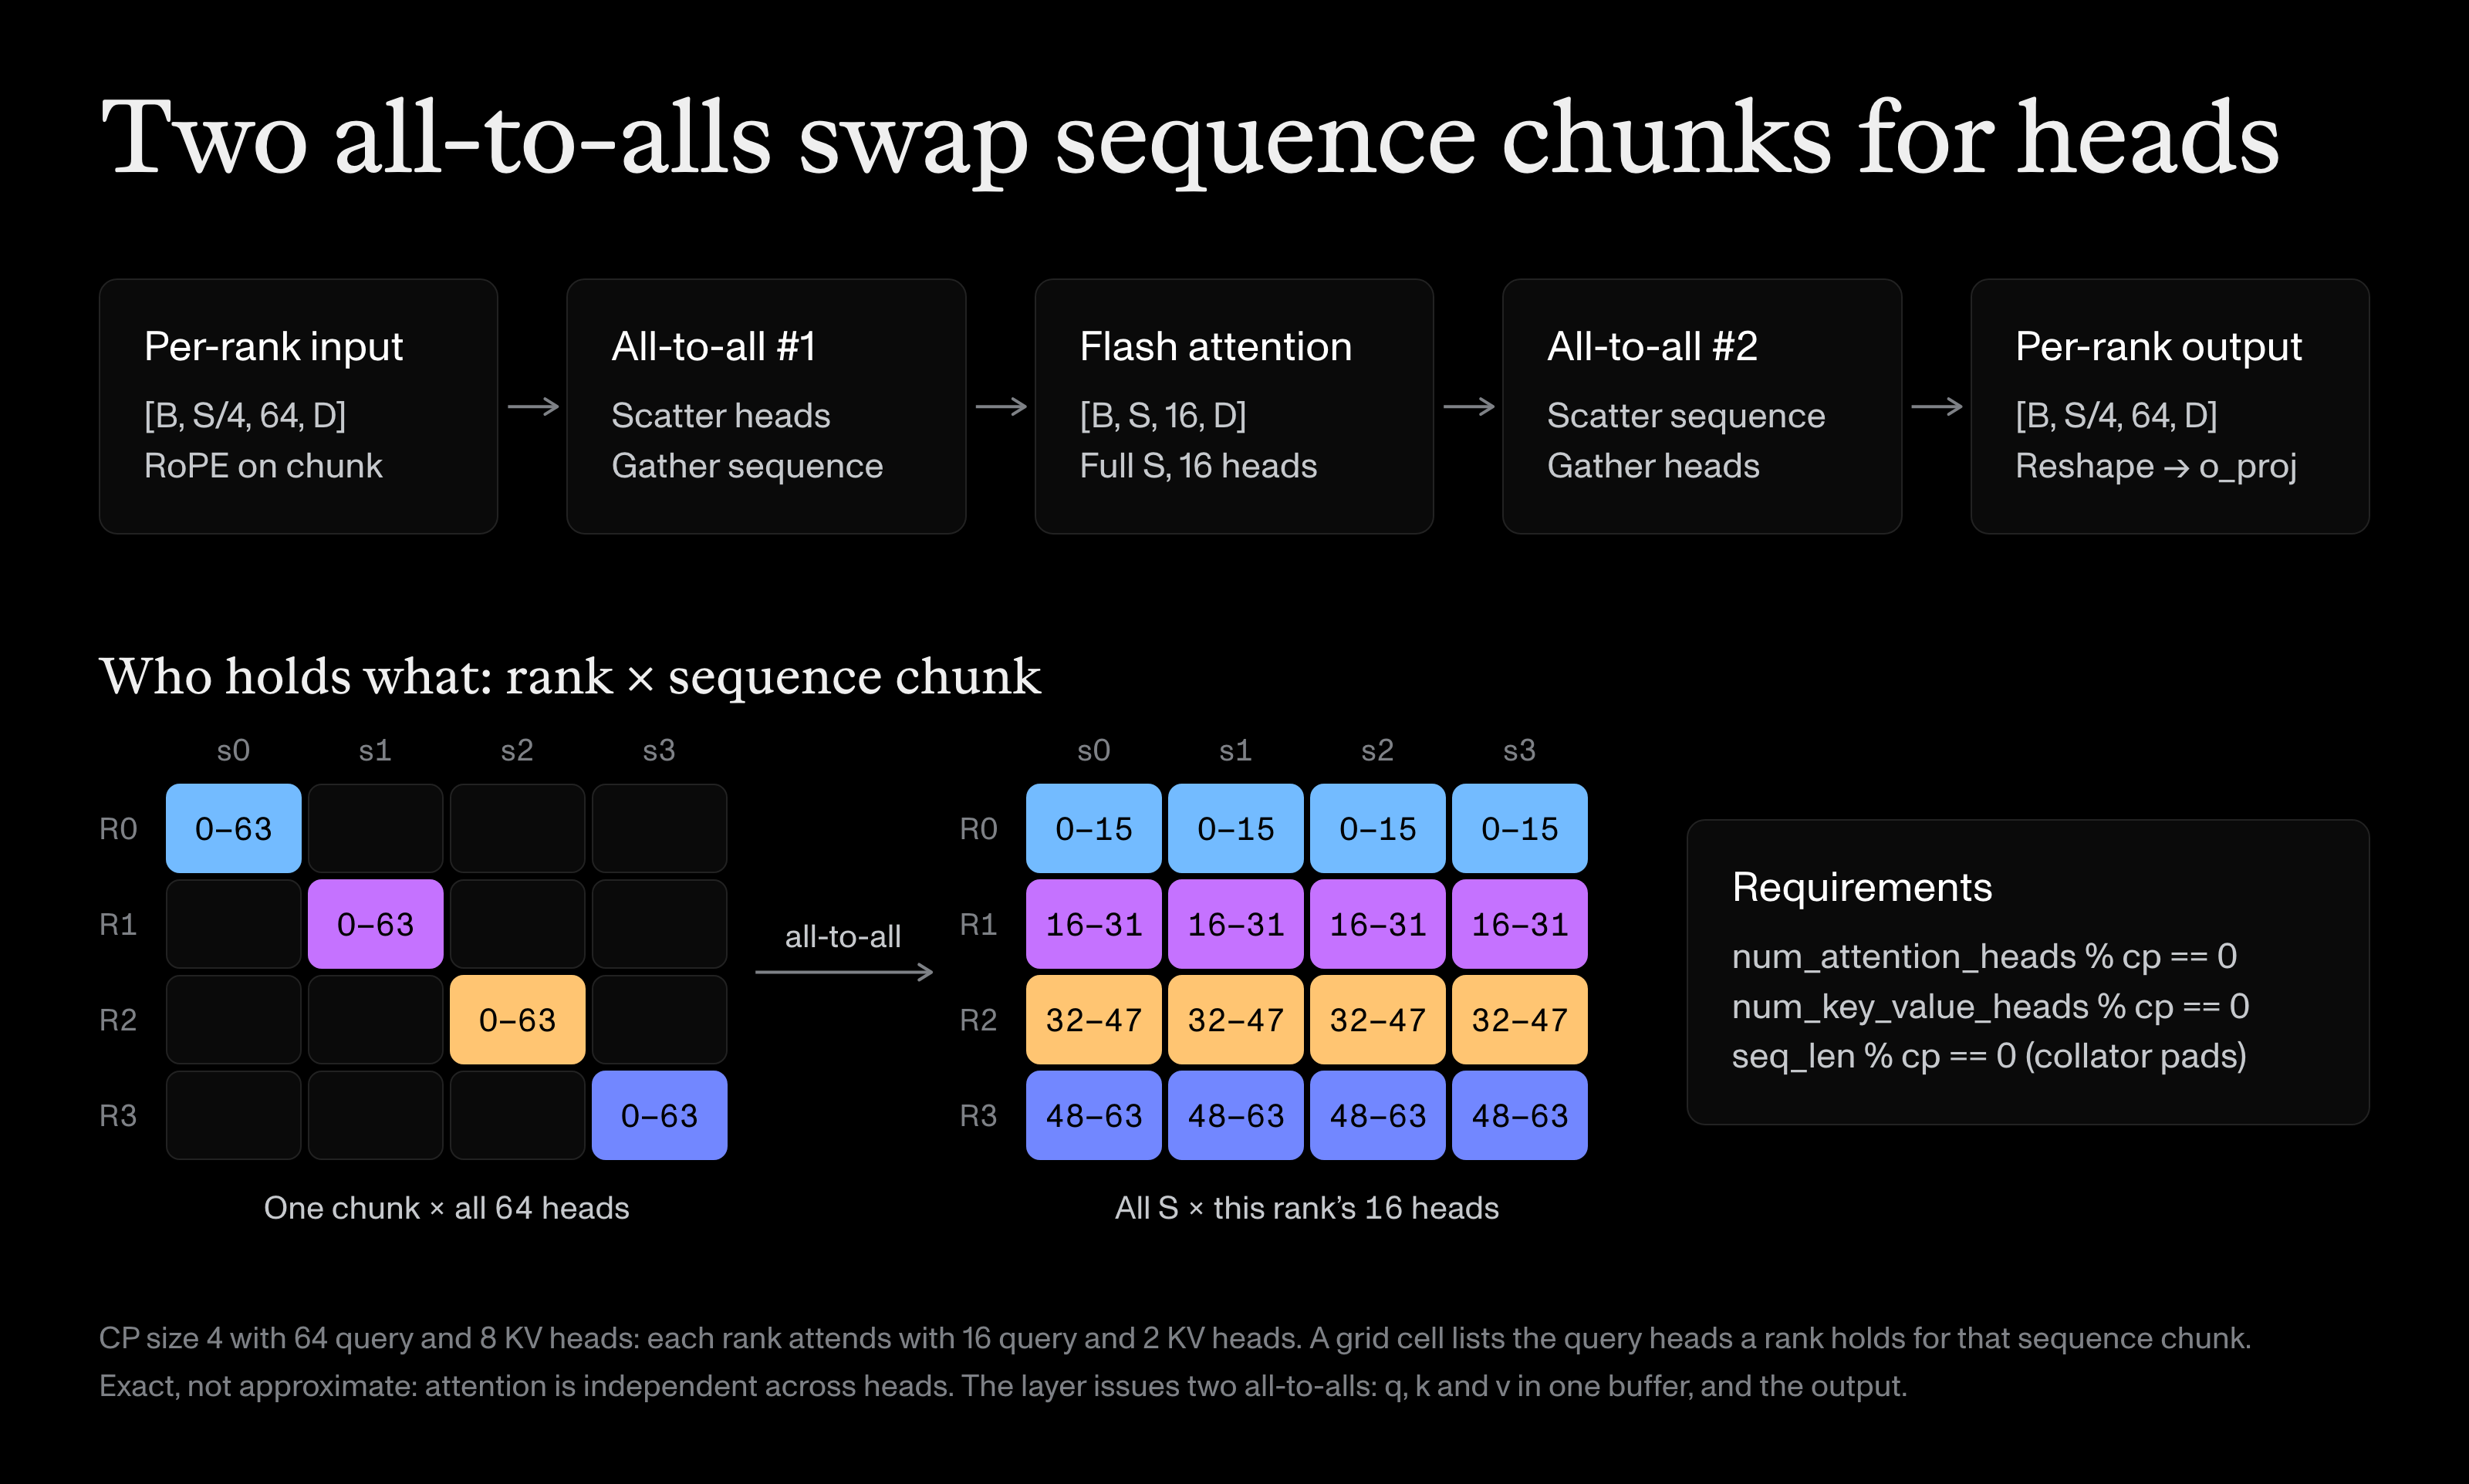 Two all-to-alls swap sequence chunks for heads
Per-rank input
[B, S/4, 64, D]
RoPE on chunk
All-to-all #1
Scatter heads
Gather sequence
Flash attention
[B, S, 16, D]
Full S, 16 heads
All-to-all #2
Scatter sequence
Gather heads
Per-rank output
[B, S/4, 64, D]
Reshape → o_proj
Who holds what: rank × sequence chunk
s0 s1 s2 s3
R0 0–63
R1 0–63
R2 0–63
R3 0–63
One chunk × all 64 heads
all-to-all
s0 s1 s2 s3
R0 0–15 0–15 0–15 0–15
R1 16–31 16–31 16–31 16–31
R2 32–47 32–47 32–47 32–47
R3 48–63 48–63 48–63 48–63
All S × this rank’s 16 heads
Requirements
num_attention_heads % cp == 0
num_key_value_heads % cp == 0
seq_len % cp == 0 (collator pads)
CP size 4 with 64 query and 8 KV heads: each rank attends with 16 query and 2 KV heads. A grid cell lists the query heads a rank holds for that sequence chunk.
Exact, not approximate: attention is independent across heads. The layer issues two all-to-alls: q, k and v in one buffer, and the output.